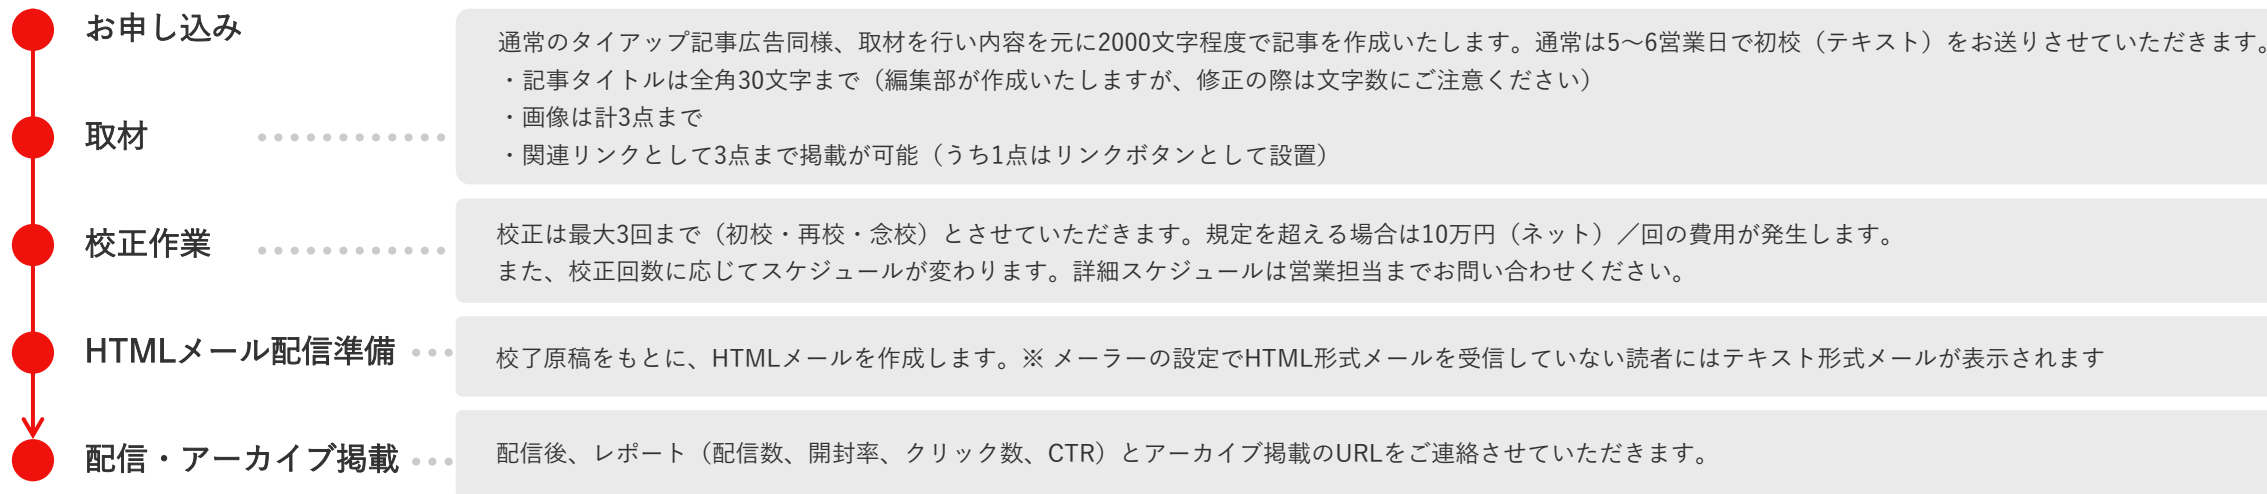 お申し込み
通常のタイアップ記事広告同様、取材を行い内容を元に2000文字程度で記事を作成いたします。通常は5〜6営業日で初校（テキスト）をお送りさせていただきます。
・記事タイトルは全角30文字まで（編集部が作成いたしますが、修正の際は文字数にご注意ください）
・画像は計3点まで
・関連リンクとして3点まで掲載が可能（うち1点はリンクボタンとして設置）
取材
校正作業
校正は最大3回まで（初校・再校・念校）とさせていただきます。規定を超える場合は10万円（ネット）／回の費用が発生します。
また、校正回数に応じてスケジュールが変わります。詳細スケジュールは営業担当までお問い合わせください。
HTMLメール配信準備
校了原稿をもとに、HTMLメールを作成します。※ メーラーの設定でHTML形式メールを受信していない読者にはテキスト形式メールが表示されます
配信・アーカイブ掲載
配信後、レポート（配信数、開封率、クリック数、CTR）とアーカイブ掲載のURLをご連絡させていただきます。